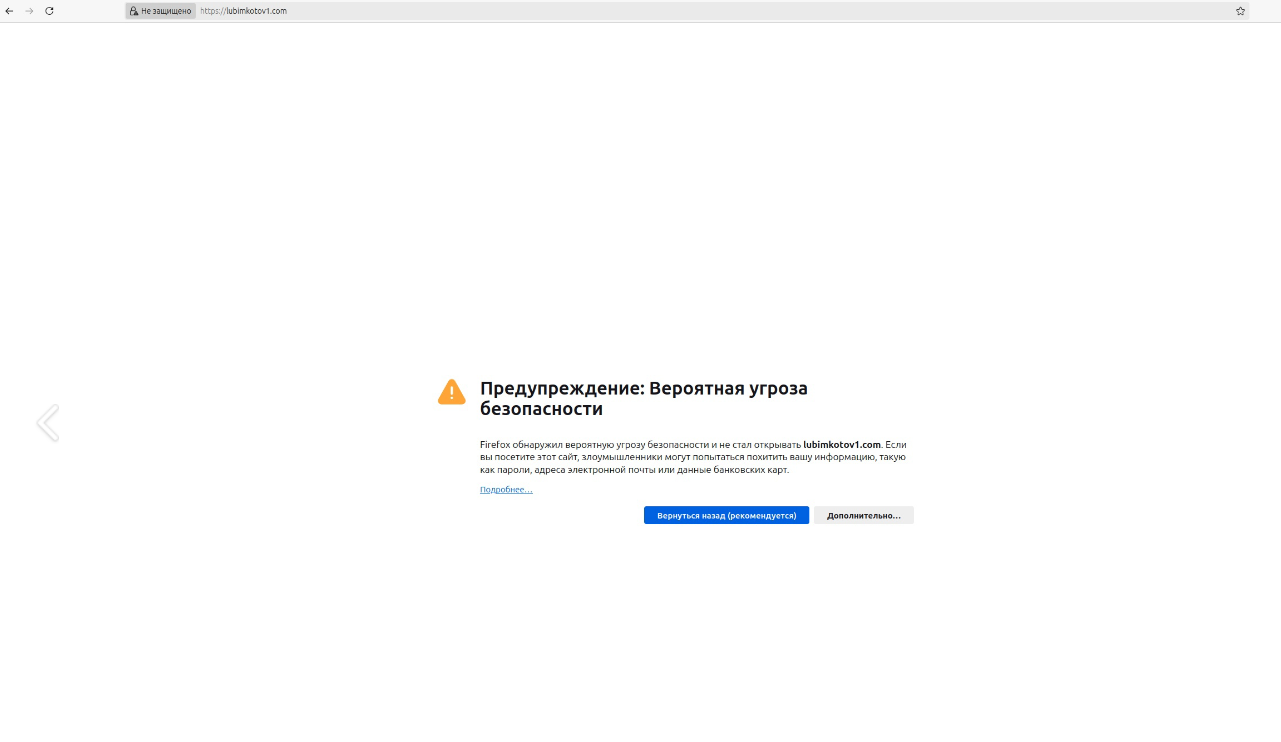 Не защищено https://lubimkotov1.com
Предупреждение: Вероятная угроза
безопасности
Firefox обнаружил вероятную угрозу безопасности и не стал открывать lubimkotov1.com. Если
вы посетите этот сайт, злоумышленники могут попытаться похитить вашу информацию, такую
как пароли, адреса электронной почты или данные банковских карт.
Подробнее…
Вернуться назад (рекомендуется) Дополнительно…